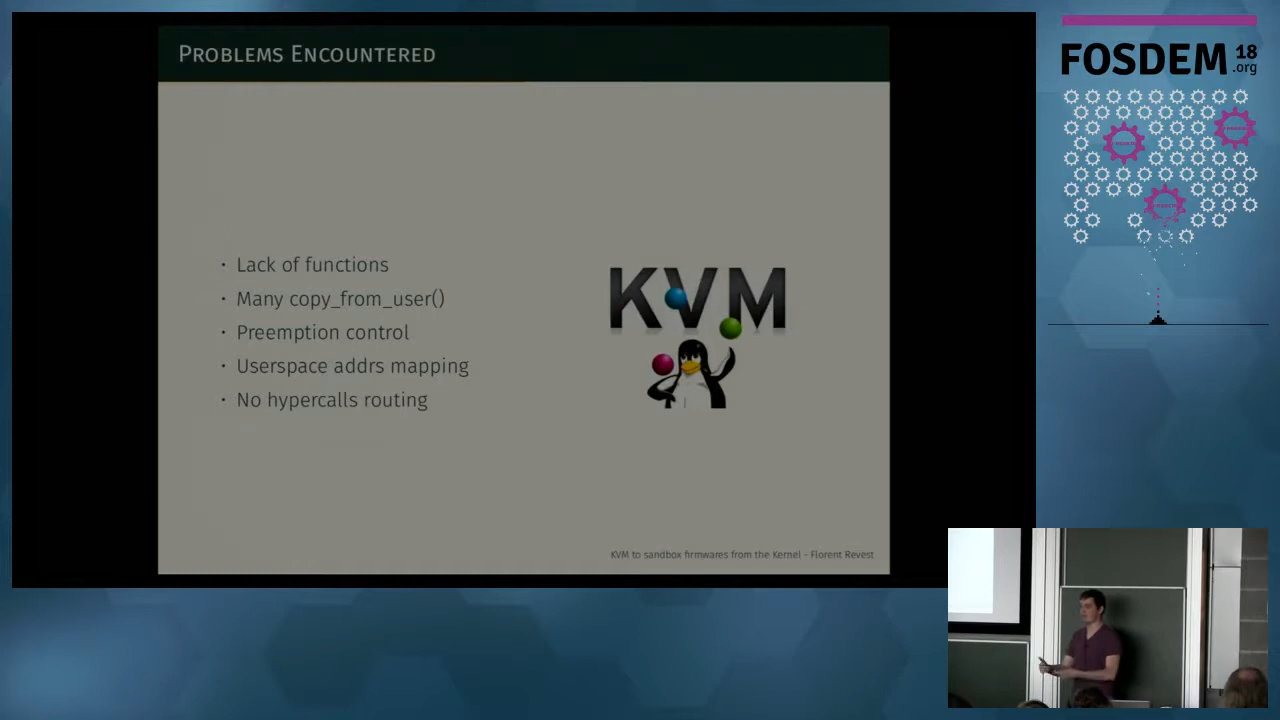 PROBLEMS ENCOUNTERED
· Lack of functions
· Many copy_from_user()
· Preemption control
· Userspace addrs mapping
· No hypercalls routing
KVM
KVM to sandbox firmwares from the Kernel - Florent Revest
FOSDEM 18
.org